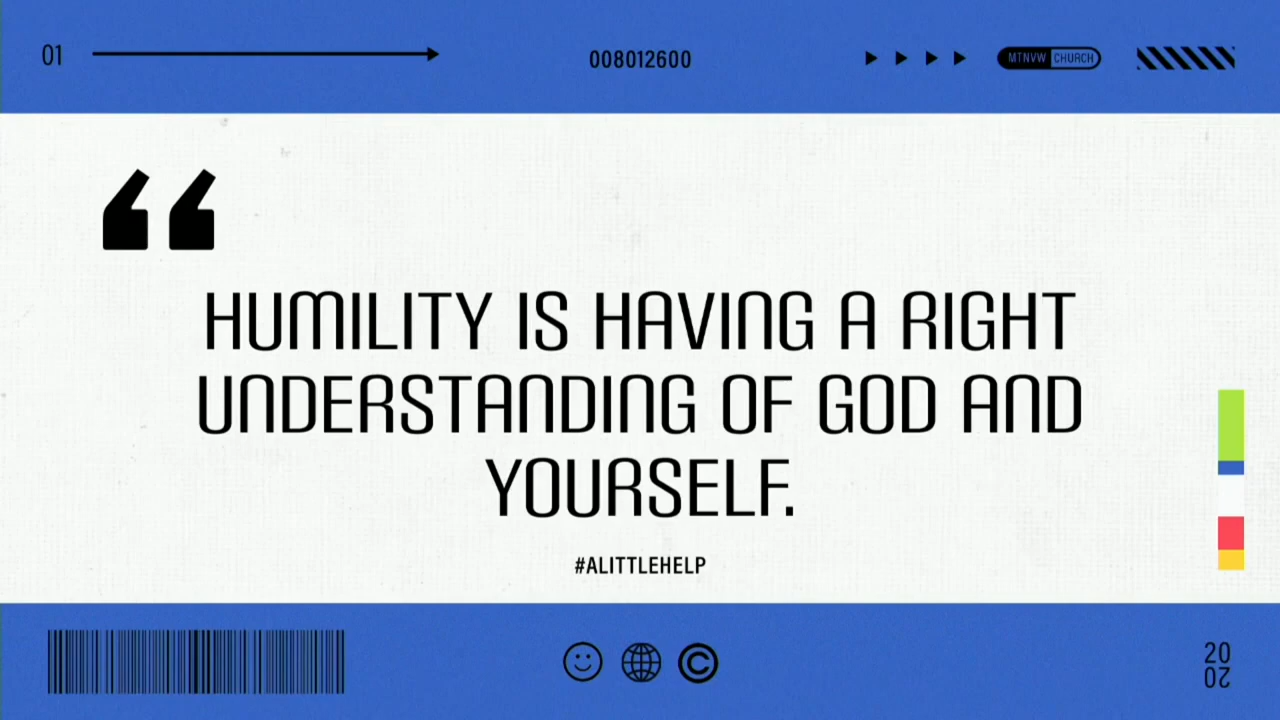 01
008012600
MTNVW CHURCH
“
HUMILITY IS HAVING A RIGHT
UNDERSTANDING OF GOD AND
YOURSELF.
#ALITTLEHELP
©
20
20